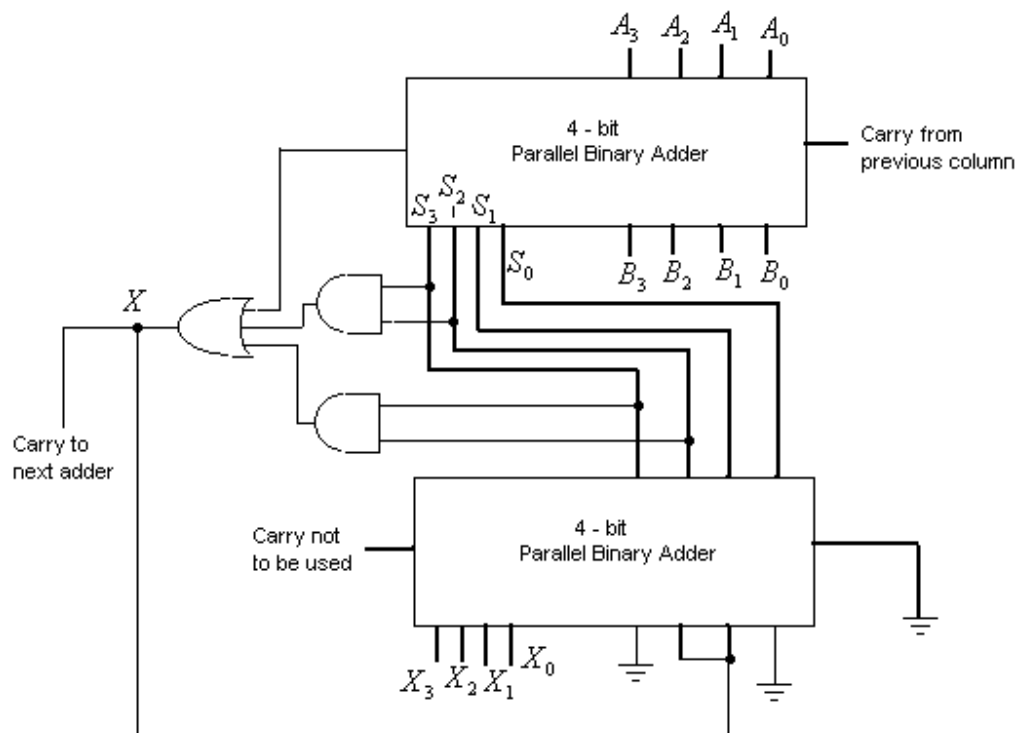 A3 A2 A1 A0
4 - bit
Parallel Binary Adder
Carry from
previous column
S3 S2 S1
S0
B3 B2 B1 B0
X
Carry to
next adder
4 - bit
Parallel Binary Adder
Carry not
to be used
X3 X2 X1 X0